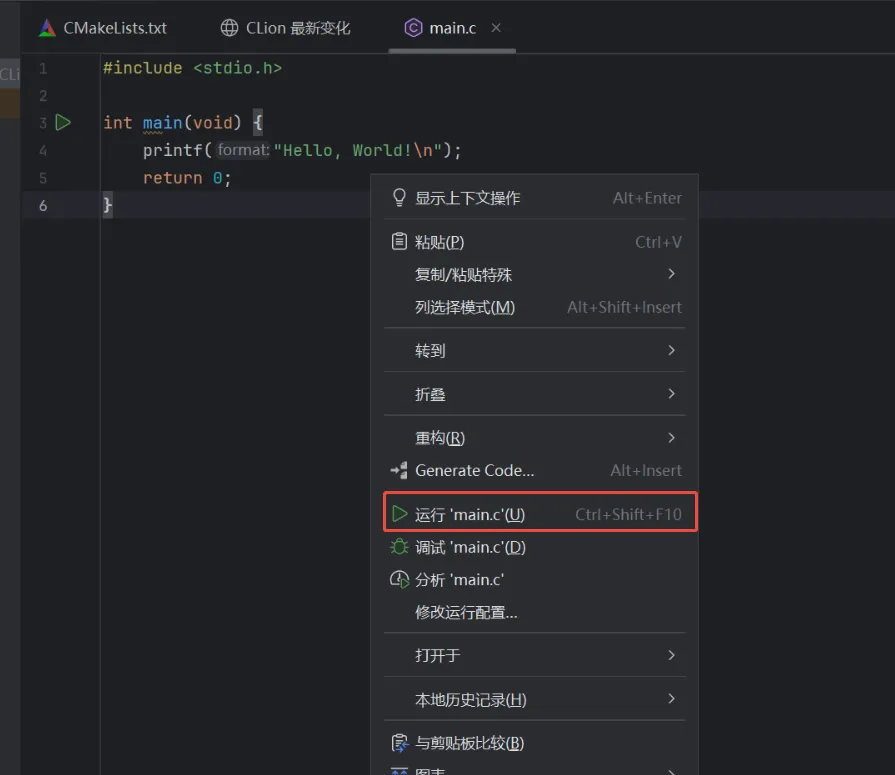 CMakeLists.txt CLion 最新变化 main.c
CLi
1 #include <stdio.h>
2
3 int main(void) {
4 printf( format: "Hello, World!\n");
5 return 0;
6 }
显示上下文操作 Alt+Enter
粘贴(P) Ctrl+V
复制/粘贴特殊
列选择模式(M) Alt+Shift+Insert
转到
折叠
重构(R)
Generate Code... Alt+Insert
运行 'main.c'(U) Ctrl+Shift+F10
调试 'main.c'(D)
分析 'main.c'
修改运行配置...
打开于
本地历史记录(H)
与剪贴板比较(B)
图表